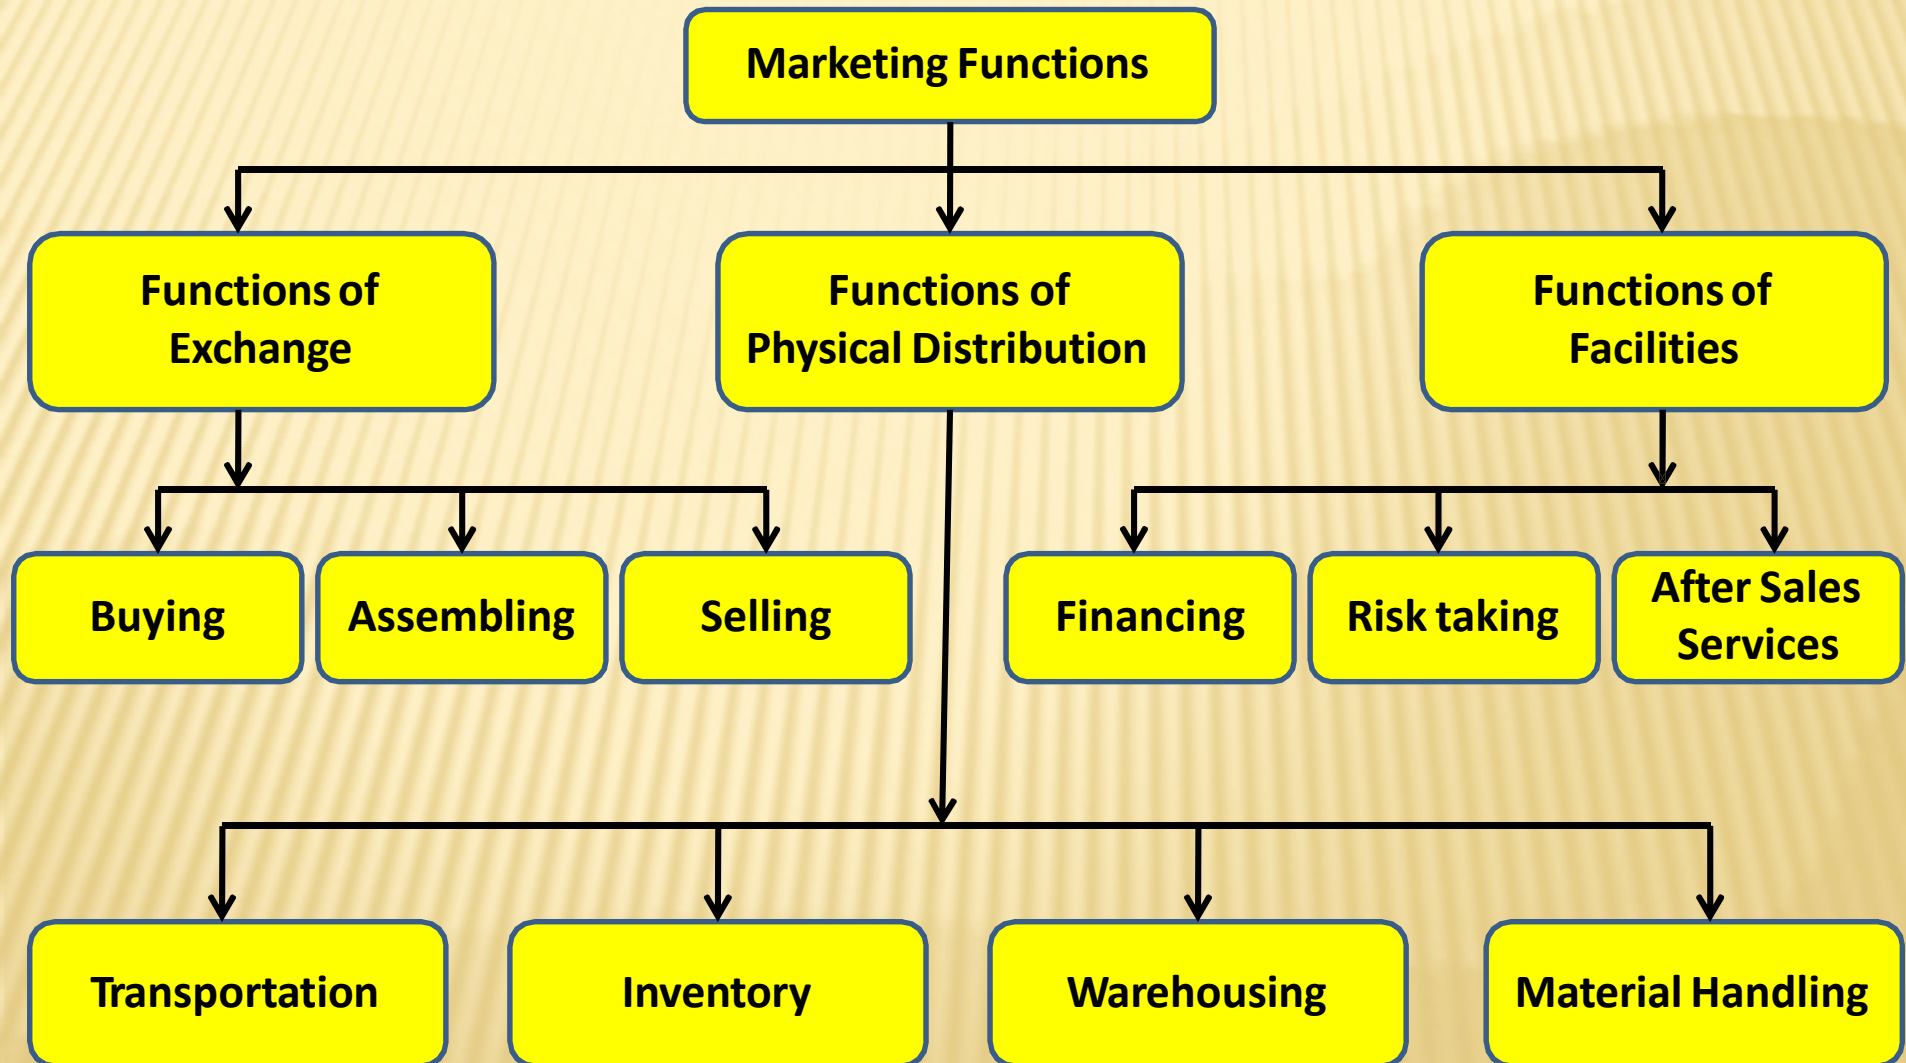 Marketing Functions
Functions of
Exchange
Functions of
Physical Distribution
Functions of
Facilities
Buying
Assembling
Selling
Financing
Risk taking
After Sales
Services
Transportation
Inventory
Warehousing
Material Handling